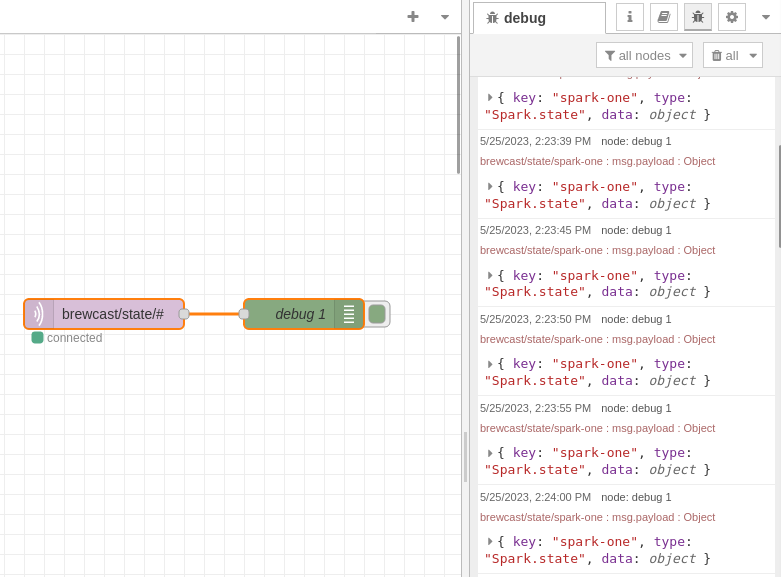 debug
all nodes
all
brewcast/state/spark-one : msg.payload : Object
{ key: "spark-one", type:
"Spark.state", data: object }
5/25/2023, 2:23:39 PM node: debug 1
brewcast/state/spark-one : msg.payload : Object
{ key: "spark-one", type:
"Spark.state", data: object }
5/25/2023, 2:23:45 PM node: debug 1
brewcast/state/spark-one : msg.payload : Object
{ key: "spark-one", type:
"Spark.state", data: object }
5/25/2023, 2:23:50 PM node: debug 1
brewcast/state/spark-one : msg.payload : Object
{ key: "spark-one", type:
"Spark.state", data: object }
5/25/2023, 2:23:55 PM node: debug 1
brewcast/state/spark-one : msg.payload : Object
{ key: "spark-one", type:
"Spark.state", data: object }
5/25/2023, 2:24:00 PM node: debug 1
brewcast/state/spark-one : msg.payload : Object
{ key: "spark-one", type:
"Spark.state", data: object }
brewcast/state/#
debug 1
connected